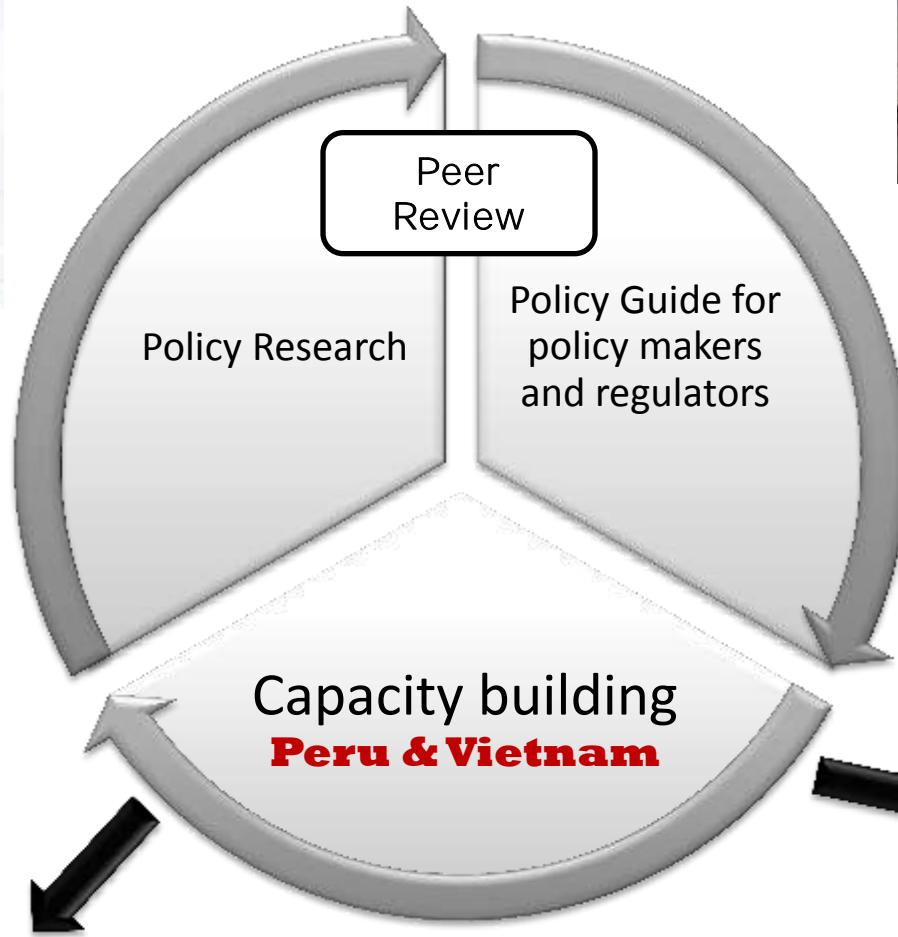 Peer
Review
Policy Research
Policy Guide for
policy makers
and regulators
Capacity building
Peru & Vietnam